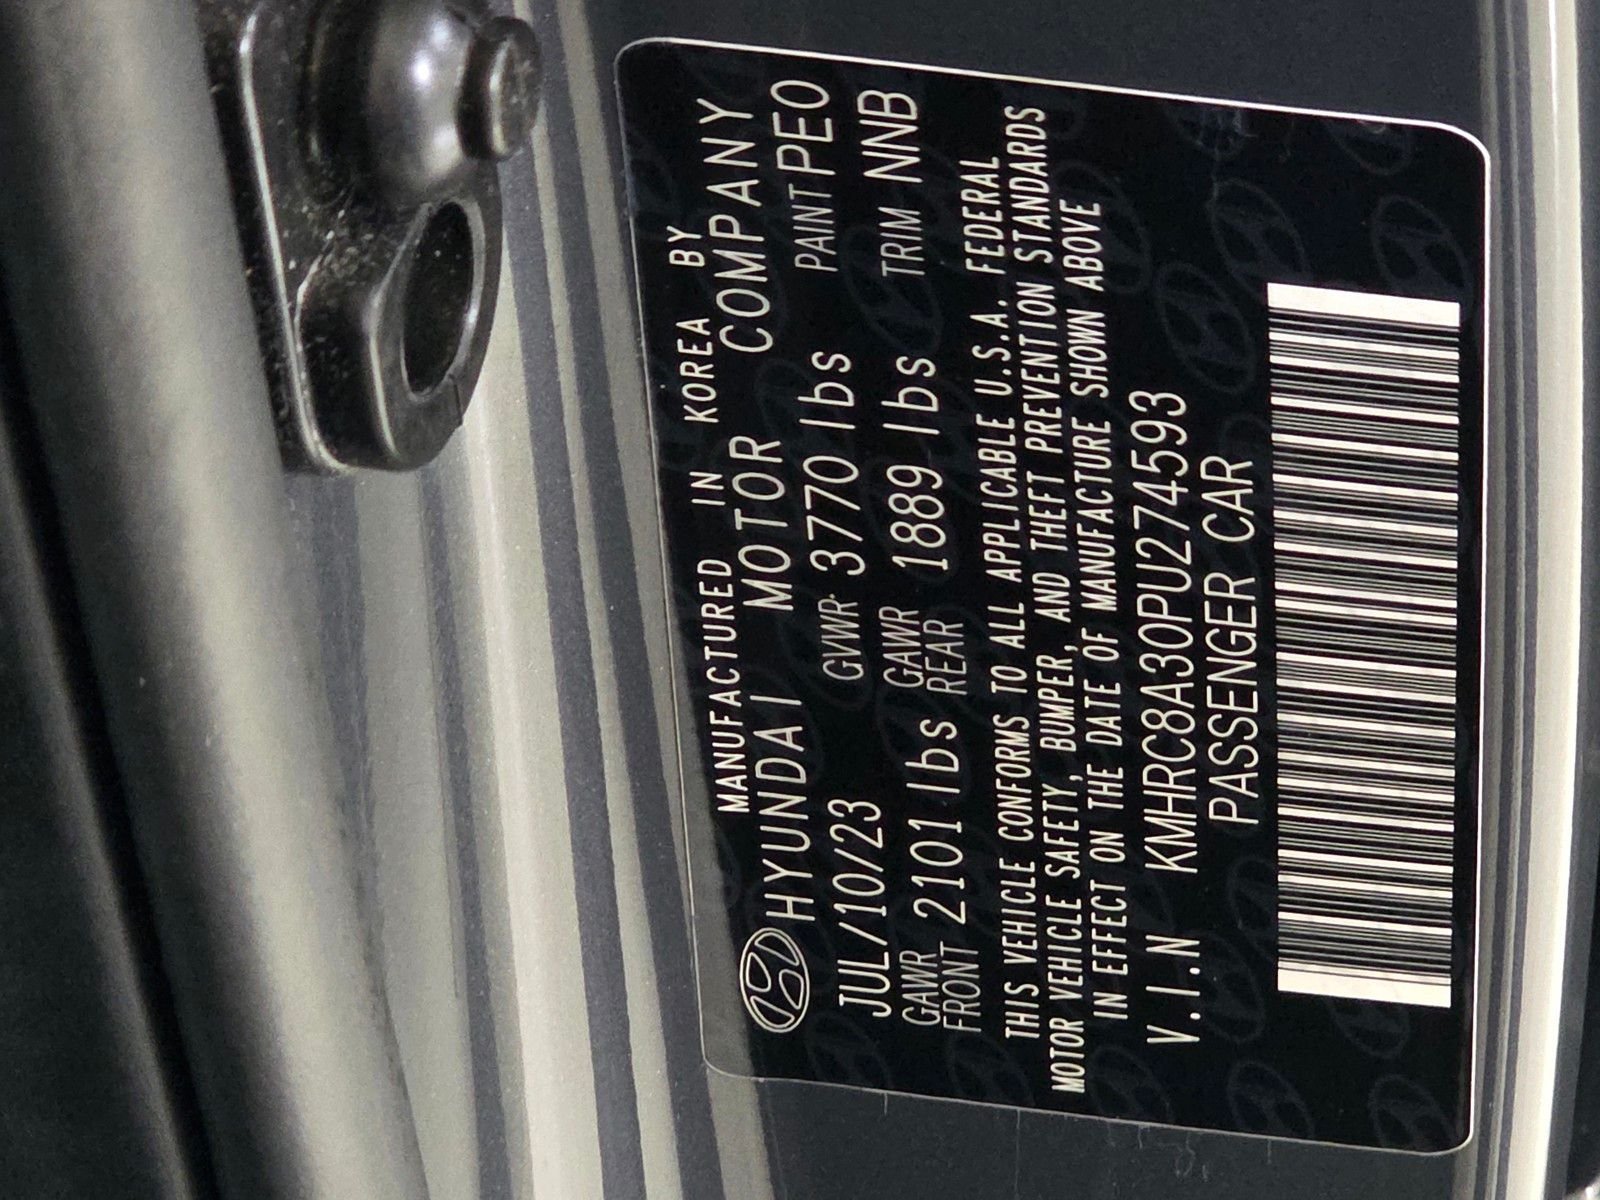 MANUFACTURED IN KOREA BY
HYUNDAI MOTOR COMPANY
JUL/10/23 GVWR 3770 lbs PAINT PEO
GAWR FRONT 2101 lbs GAWR REAR 1889 lbs TRIM NNB
THIS VEHICLE CONFORMS TO ALL APPLICABLE U.S.A. FEDERAL
MOTOR VEHICLE SAFETY, BUMPER, AND THEFT PREVENTION STANDARDS
IN EFFECT ON THE DATE OF MANUFACTURE SHOWN ABOVE
V.I.N KMHRC8A30PU274593
PASSENGER CAR